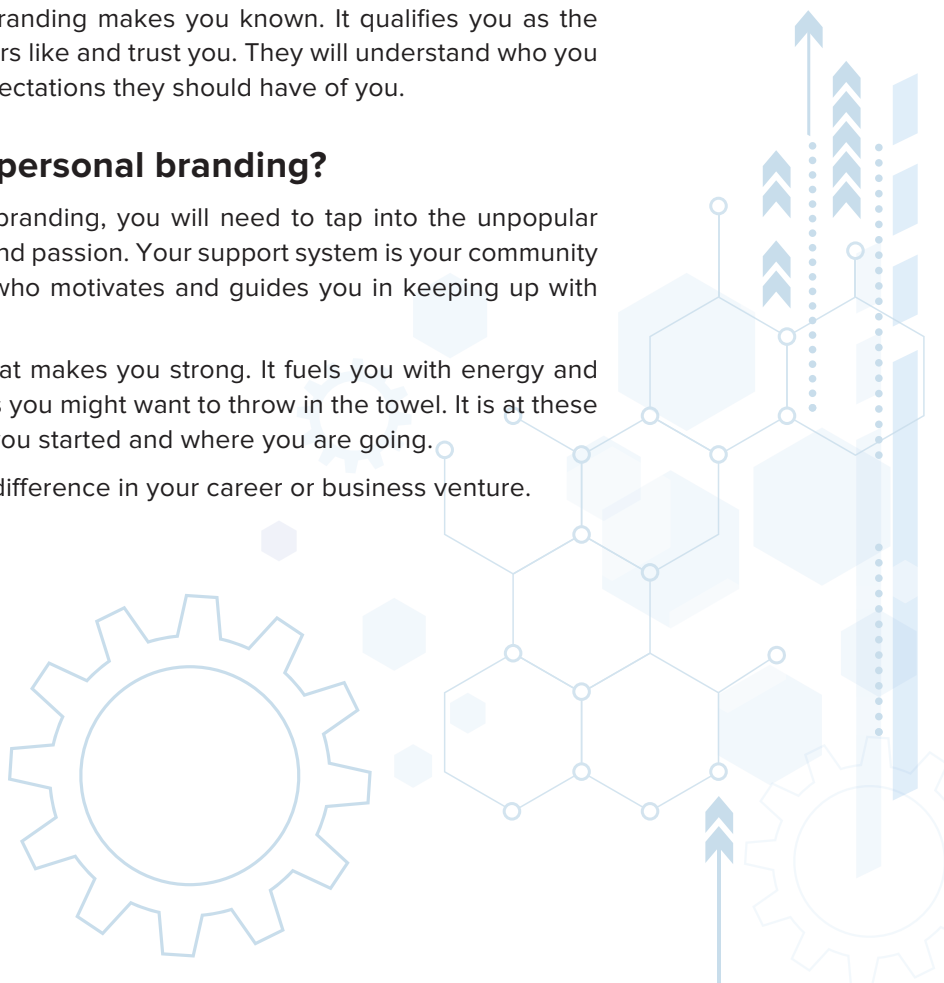 randing makes you known. It qualifies you as the
rs like and trust you. They will understand who you
ectations they should have of you.
personal branding?
branding, you will need to tap into the unpopular
nd passion. Your support system is your community
who motivates and guides you in keeping up with
at makes you strong. It fuels you with energy and
s you might want to throw in the towel. It is at these
you started and where you are going.
difference in your career or business venture.